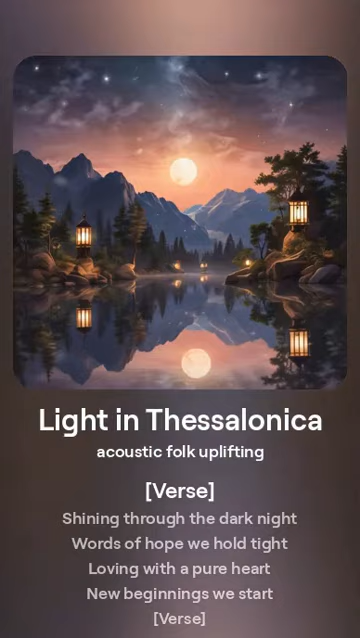 Light in Thessalonica
acoustic folk uplifting
[Verse]
Shining through the dark night
Words of hope we hold tight
Loving with a pure heart
New beginnings we start
[Verse]